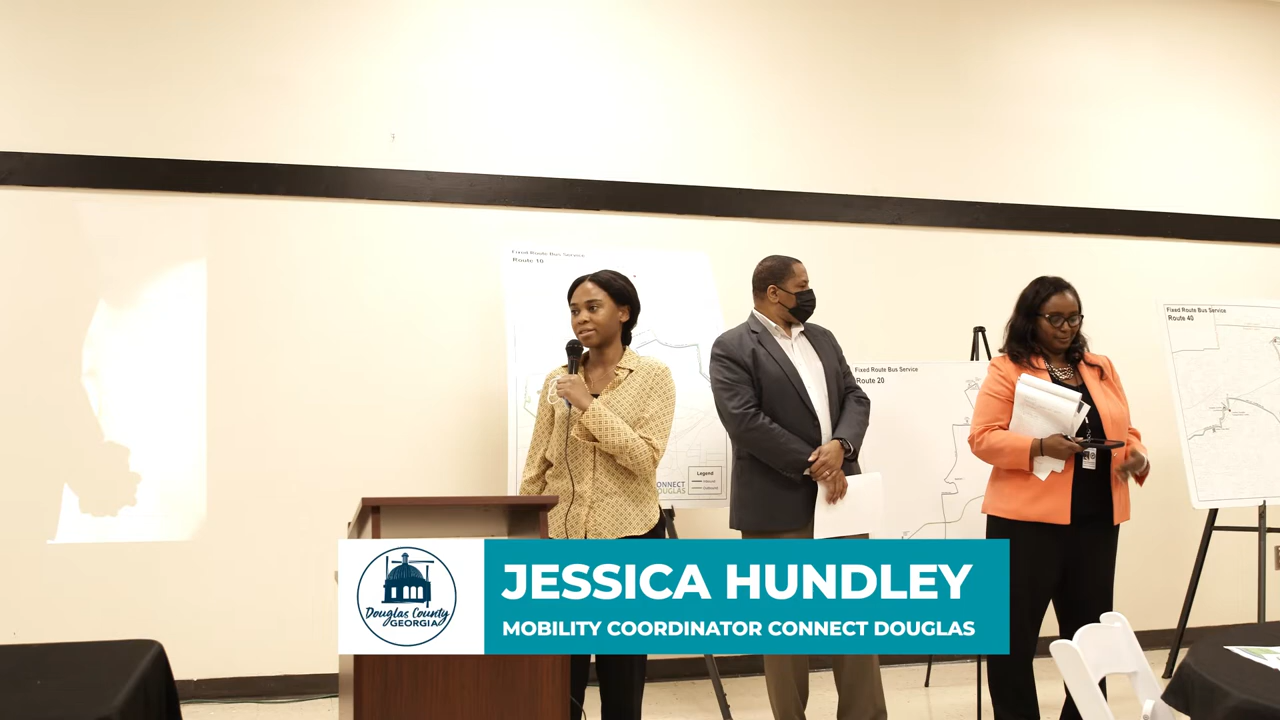 Fixed Route Bus Service
Route 10
Legend
CONNECT
DOUGLAS
Fixed Route Bus Service
Route 20
Fixed Route Bus Service
Route 40
Douglas County
GEORGIA
JESSICA HUNDLEY
MOBILITY COORDINATOR CONNECT DOUGLAS